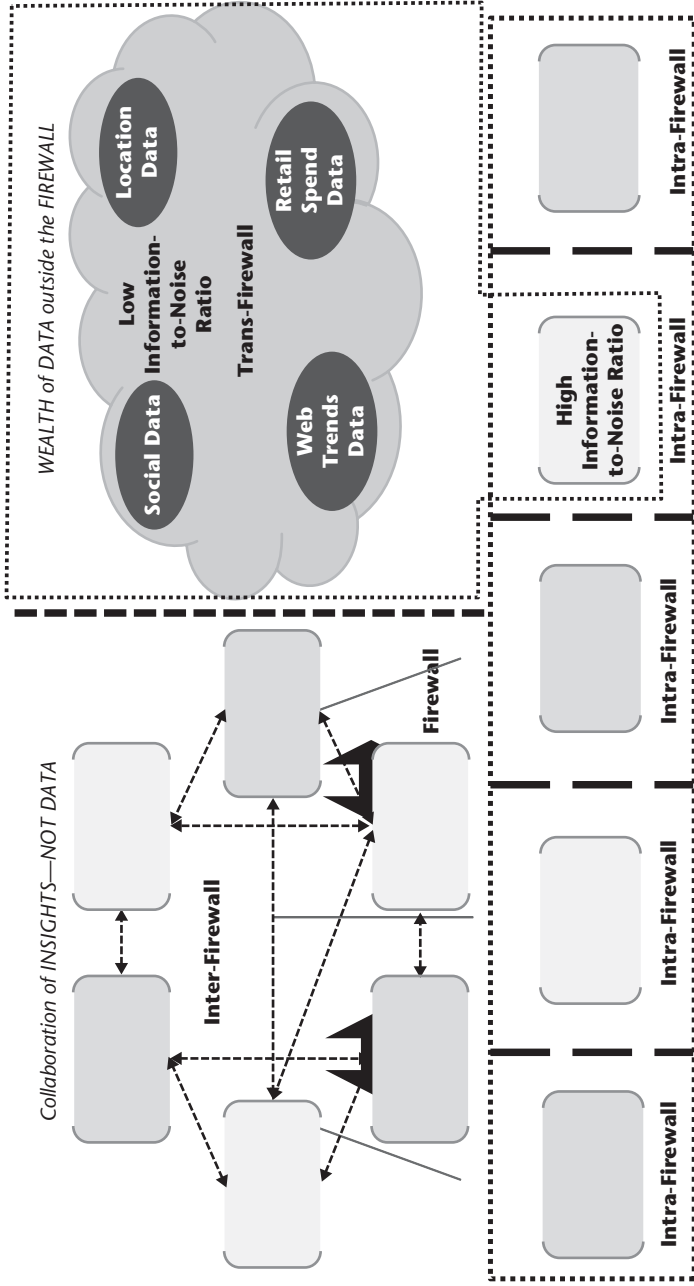 Collaboration of INSIGHTS—NOT DATA
Inter-Firewall
Firewall
WEALTH of DATA outside the FIREWALL
Social Data
Low
Information-
to-Noise
Ratio
Location
Data
Trans-Firewall
Web
Trends
Data
Retail
Spend
Data
Intra-Firewall
Intra-Firewall
Intra-Firewall
High
Information-
to-Noise Ratio
Intra-Firewall
Intra-Firewall